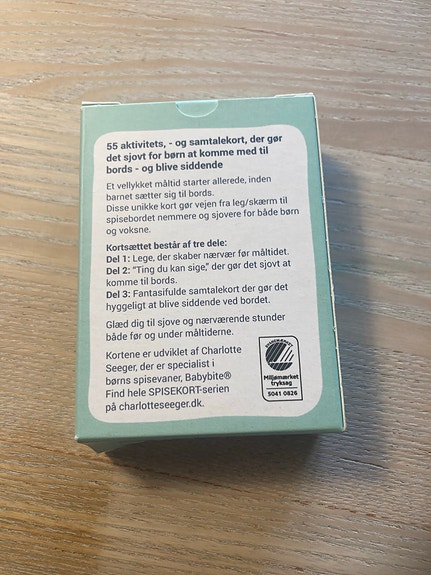 55 aktivitets, - og samtalekort, der gør
det sjovt for børn at komme med til
bords - og blive siddende
Et vellykket måltid starter allerede, inden
barnet sætter sig til bords.
Disse unikke kort gør vejen fra leg/skærm til
spisebordet nemmere og sjovere for både børn
og voksne.
Kortsættet består af tre dele:
Del 1: Lege, der skaber nærvær før måltidet.
Del 2: "Ting du kan sige," der gør det sjovt at
komme til bords.
Del 3: Fantasifulde samtalekort der gør det
hyggeligt at blive siddende ved bordet.
Glæd dig til sjove og nærværende stunder
både før og under måltiderne.
Kortene er udviklet af Charlotte
Seeger, der er specialist i
børns spisevaner, Babybite®
Find hele SPISEKORT-serien
på charlotteseeger.dk.
SVANEMÆRKET
Miljømærket
tryksag
5041 0826